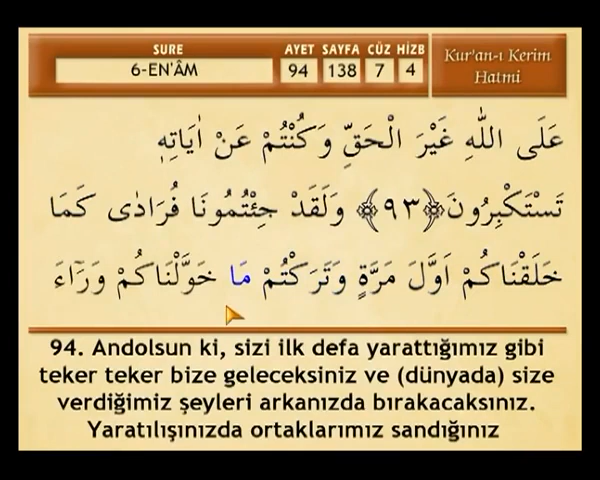 SURE AYET SAYFA CÜZ HİZB
6-EN'ÂM 94 138 7 4
Kur'an-ı Kerim
Hatmi
عَلَى اللّٰهِ غَيْرَ الْحَقِّ وَكُنْتُمْ عَنْ اٰيَاتِهٖ
تَسْتَكْبِرُونَ ﴿٩٣﴾ وَلَقَدْ جِئْتُمُونَا فُرَادٰى كَمَا
خَلَقْنَاكُمْ اَوَّلَ مَرَّةٍ وَتَرَكْتُمْ مَا خَوَّلْنَاكُمْ وَرَٓاءَ
94. Andolsun ki, sizi ilk defa yarattığımız gibi
teker teker bize geleceksiniz ve (dünyada) size
verdiğimiz şeyleri arkanızda bırakacaksınız.
Yaratılışınızda ortaklarımız sandığınız